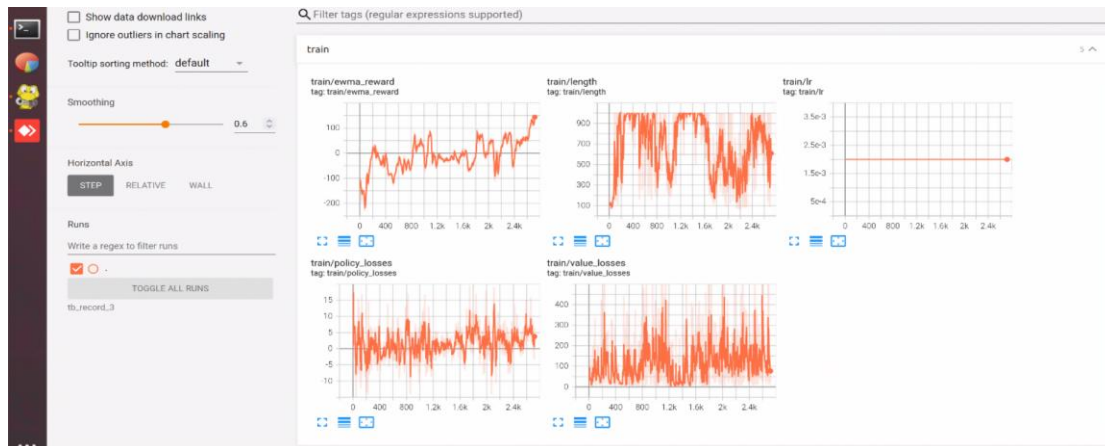 Show data download links
Ignore outliers in chart scaling
Tooltip sorting method: default
Smoothing
0.6
Horizontal Axis
STEP RELATIVE WALL
Runs
Write a regex to filter runs
.
TOGGLE ALL RUNS
tb_record_3
Filter tags (regular expressions supported)
train
5
train/ewma_reward
tag: train/ewma_reward
100
0
-100
-200
0 400 800 1.2k 1.6k 2k 2.4k
train/length
tag: train/length
900
700
500
300
100
0 400 800 1.2k 1.6k 2k 2.4k
train/lr
tag: train/lr
3.5e-3
2.5e-3
1.5e-3
5e-4
0 400 800 1.2k 1.6k 2k 2.4k
train/policy_losses
tag: train/policy_losses
15
10
5
0
-5
-10
0 400 800 1.2k 1.6k 2k 2.4k
train/value_losses
tag: train/value_losses
400
300
200
100
0
0 400 800 1.2k 1.6k 2k 2.4k